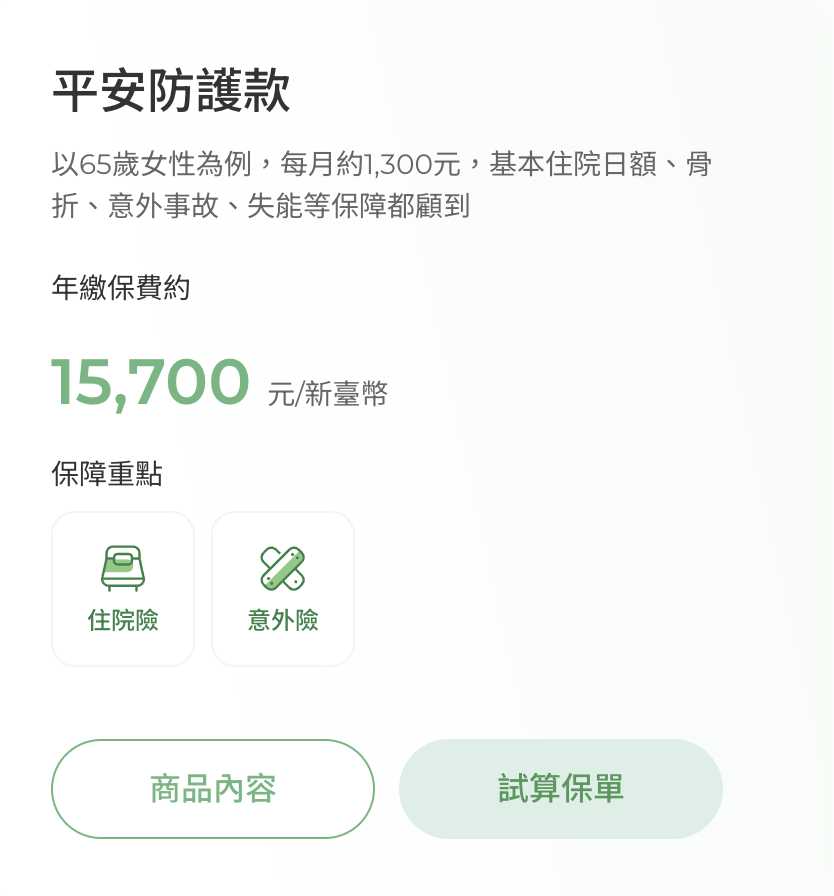 平安防護款
以65歲女性為例，每月約1,300元，基本住院日額、骨
折、意外事故、失能等保障都顧到
年繳保費約
15,700 元/新臺幣
保障重點
住院險 意外險
商品內容 試算保單